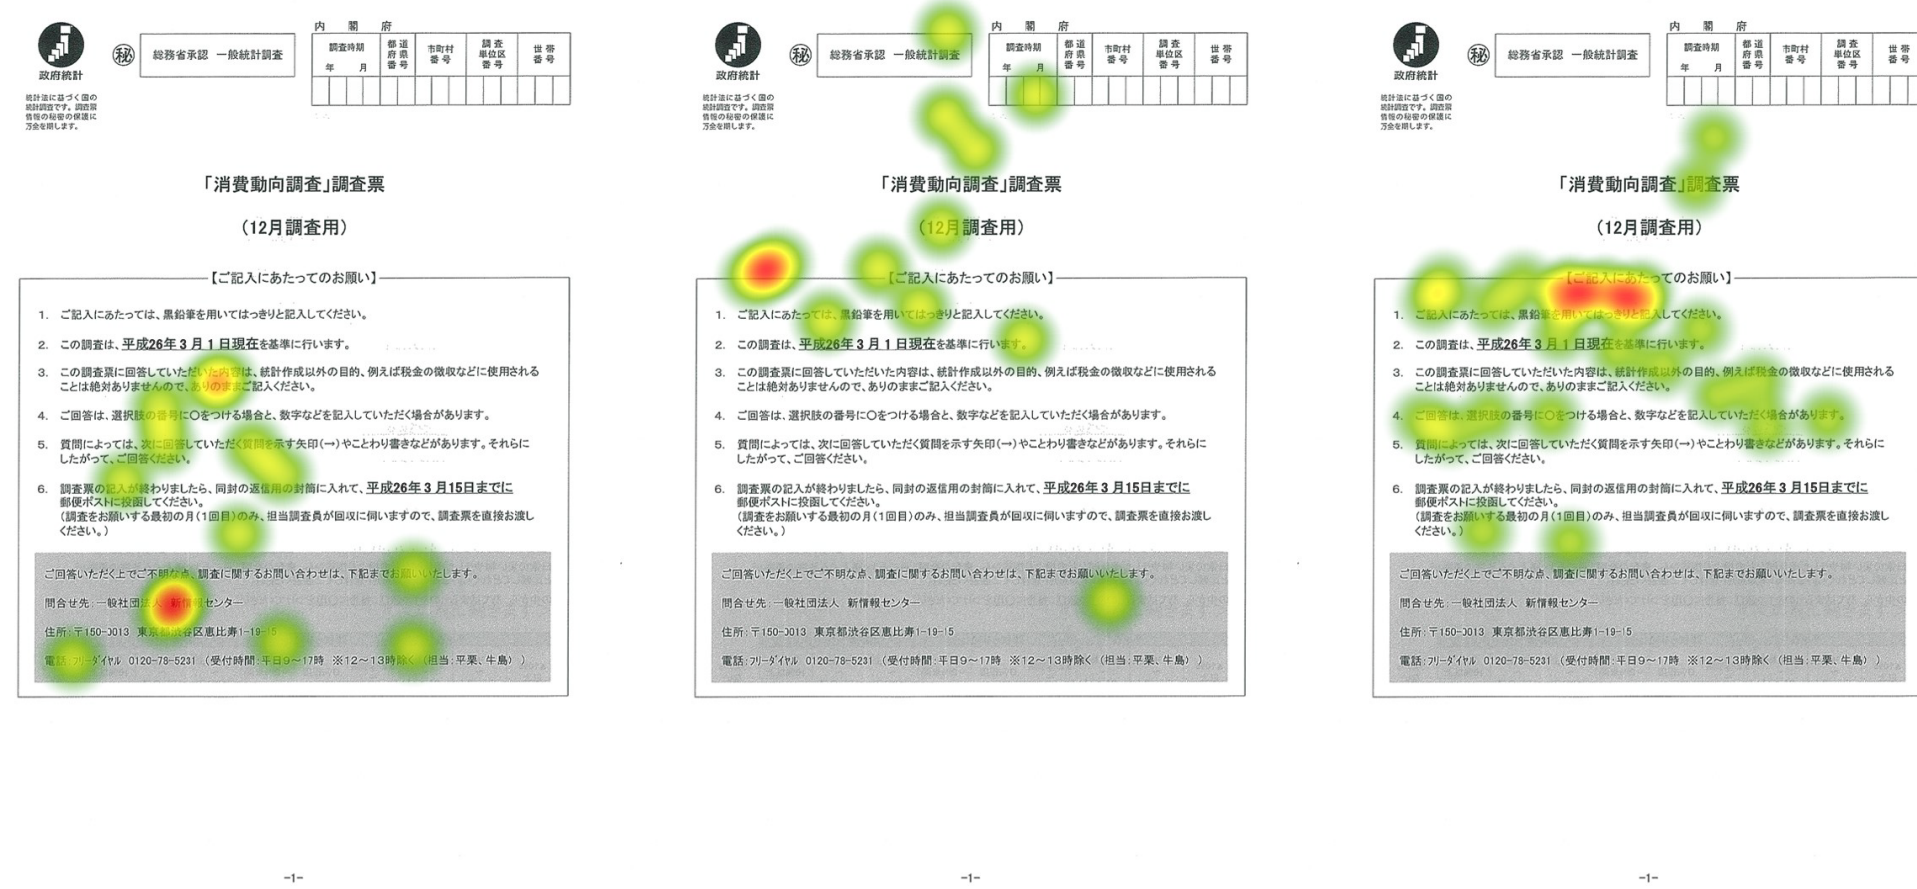 政府統計
統計法に基づく国の
統計調査です。調査票
情報の秘密の保護に
万全を期します。
秘
総務省承認 一般統計調査
内 閣 府
調査時期
年 月
都道府県番号
市町村番号
調査単位区番号
世帯番号
「消費動向調査」調査票
(12月調査用)
【ご記入にあたってのお願い】
1. ご記入にあたっては、黒鉛筆を用いてはっきりと記入してください。
2. この調査は、平成26年3月1日現在を基準に行います。
3. この調査票に回答していただいた内容は、統計作成以外の目的、例えば税金の徴収などに使用される
ことは絶対ありませんので、ありのままご記入ください。
4. ご回答は、選択肢の番号に○をつける場合と、数字などを記入していただく場合があります。
5. 質問によっては、次に回答していただく質問を示す矢印(→)やことわり書きなどがあります。それらに
したがって、ご回答ください。
6. 調査票の記入が終わりましたら、同封の返信用の封筒に入れて、平成26年3月15日までに
郵便ポストに投函してください。
(調査をお願いする最初の月(1回目)のみ、担当調査員が回収に伺いますので、調査票を直接お渡し
ください。)
ご回答いただく上でご不明な点、調査に関するお問い合わせは、下記までお願いいたします。
問合せ先:一般社団法人 新情報センター
住所:〒150-0013 東京都渋谷区恵比寿1-19-15
電話:フリーダイヤル 0120-78-5231 (受付時間:平日9~17時 ※12~13時除く (担当:平栗、牛島) )
-1-
政府統計
統計法に基づく国の
統計調査です。調査票
情報の秘密の保護に
万全を期します。
秘
総務省承認 一般統計調査
内 閣 府
調査時期
年 月
都道府県番号
市町村番号
調査単位区番号
世帯番号
「消費動向調査」調査票
(12月調査用)
【ご記入にあたってのお願い】
1. ご記入にあたっては、黒鉛筆を用いてはっきりと記入してください。
2. この調査は、平成26年3月1日現在を基準に行います。
3. この調査票に回答していただいた内容は、統計作成以外の目的、例えば税金の徴収などに使用される
ことは絶対ありませんので、ありのままご記入ください。
4. ご回答は、選択肢の番号に○をつける場合と、数字などを記入していただく場合があります。
5. 質問によっては、次に回答していただく質問を示す矢印(→)やことわり書きなどがあります。それらに
したがって、ご回答ください。
6. 調査票の記入が終わりましたら、同封の返信用の封筒に入れて、平成26年3月15日までに
郵便ポストに投函してください。
(調査をお願いする最初の月(1回目)のみ、担当調査員が回収に伺いますので、調査票を直接お渡し
ください。)
ご回答いただく上でご不明な点、調査に関するお問い合わせは、下記までお願いいたします。
問合せ先:一般社団法人 新情報センター
住所:〒150-0013 東京都渋谷区恵比寿1-19-15
電話:フリーダイヤル 0120-78-5231 (受付時間:平日9~17時 ※12~13時除く (担当:平栗、牛島) )
-1-
政府統計
統計法に基づく国の
統計調査です。調査票
情報の秘密の保護に
万全を期します。
秘
総務省承認 一般統計調査
内 閣 府
調査時期
年 月
都道府県番号
市町村番号
調査単位区番号
世帯番号
「消費動向調査」調査票
(12月調査用)
【ご記入にあたってのお願い】
1. ご記入にあたっては、黒鉛筆を用いてはっきりと記入してください。
2. この調査は、平成26年3月1日現在を基準に行います。
3. この調査票に回答していただいた内容は、統計作成以外の目的、例えば税金の徴収などに使用される
ことは絶対ありませんので、ありのままご記入ください。
4. ご回答は、選択肢の番号に○をつける場合と、数字などを記入していただく場合があります。
5. 質問によっては、次に回答していただく質問を示す矢印(→)やことわり書きなどがあります。それらに
したがって、ご回答ください。
6. 調査票の記入が終わりましたら、同封の返信用の封筒に入れて、平成26年3月15日までに
郵便ポストに投函してください。
(調査をお願いする最初の月(1回目)のみ、担当調査員が回収に伺いますので、調査票を直接お渡し
ください。)
ご回答いただく上でご不明な点、調査に関するお問い合わせは、下記までお願いいたします。
問合せ先:一般社団法人 新情報センター
住所:〒150-0013 東京都渋谷区恵比寿1-19-15
電話:フリーダイヤル 0120-78-5231 (受付時間:平日9~17時 ※12~13時除く (担当:平栗、牛島) )
-1-